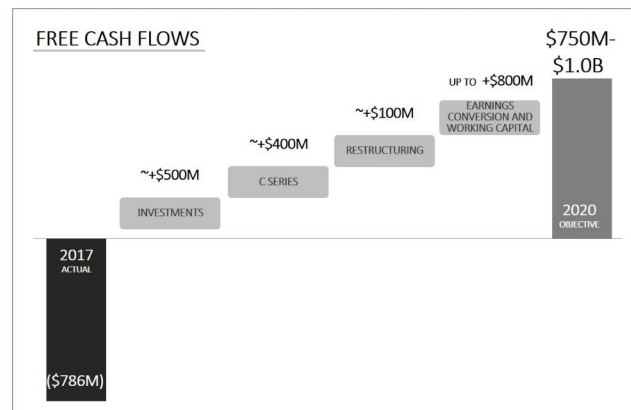 FREE CASH FLOWS
$750M-
$1.0B
UP TO +$800M
EARNINGS
CONVERSION AND
WORKING CAPITAL
~+$100M
RESTRUCTURING
~+$400M
C SERIES
~+$500M
INVESTMENTS
2020
OBJECTIVE
2017
ACTUAL
($786M)